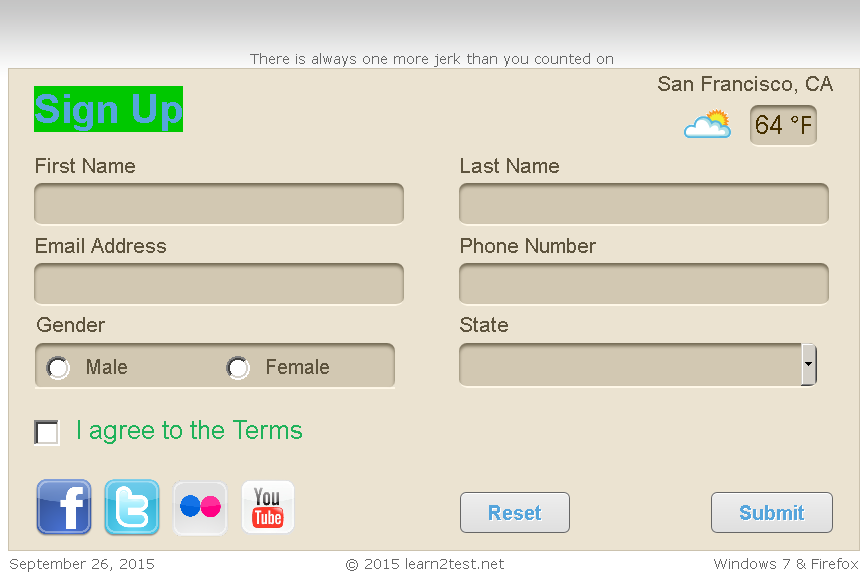 There is always one more jerk than you counted on
Sign Up
San Francisco, CA
64 °F
First Name
Last Name
Email Address
Phone Number
Gender
State
Male
Female
I agree to the Terms
f
t
You
Tube
Reset
Submit
September 26, 2015
© 2015 learn2test.net
Windows 7 & Firefox